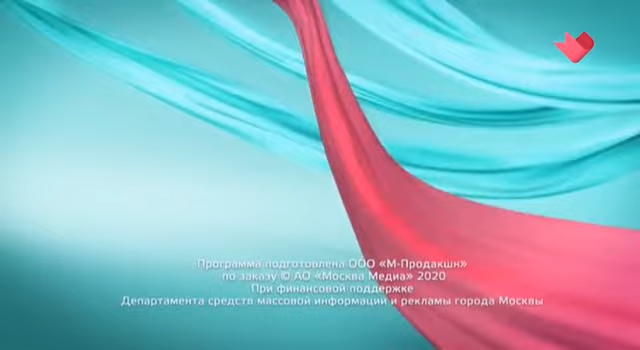 Программа подготовлена ООО «М-Продакшн»
по заказу © АО «Москва Медиа» 2020
При финансовой поддержке
Департамента средств массовой информации и рекламы города Москвы